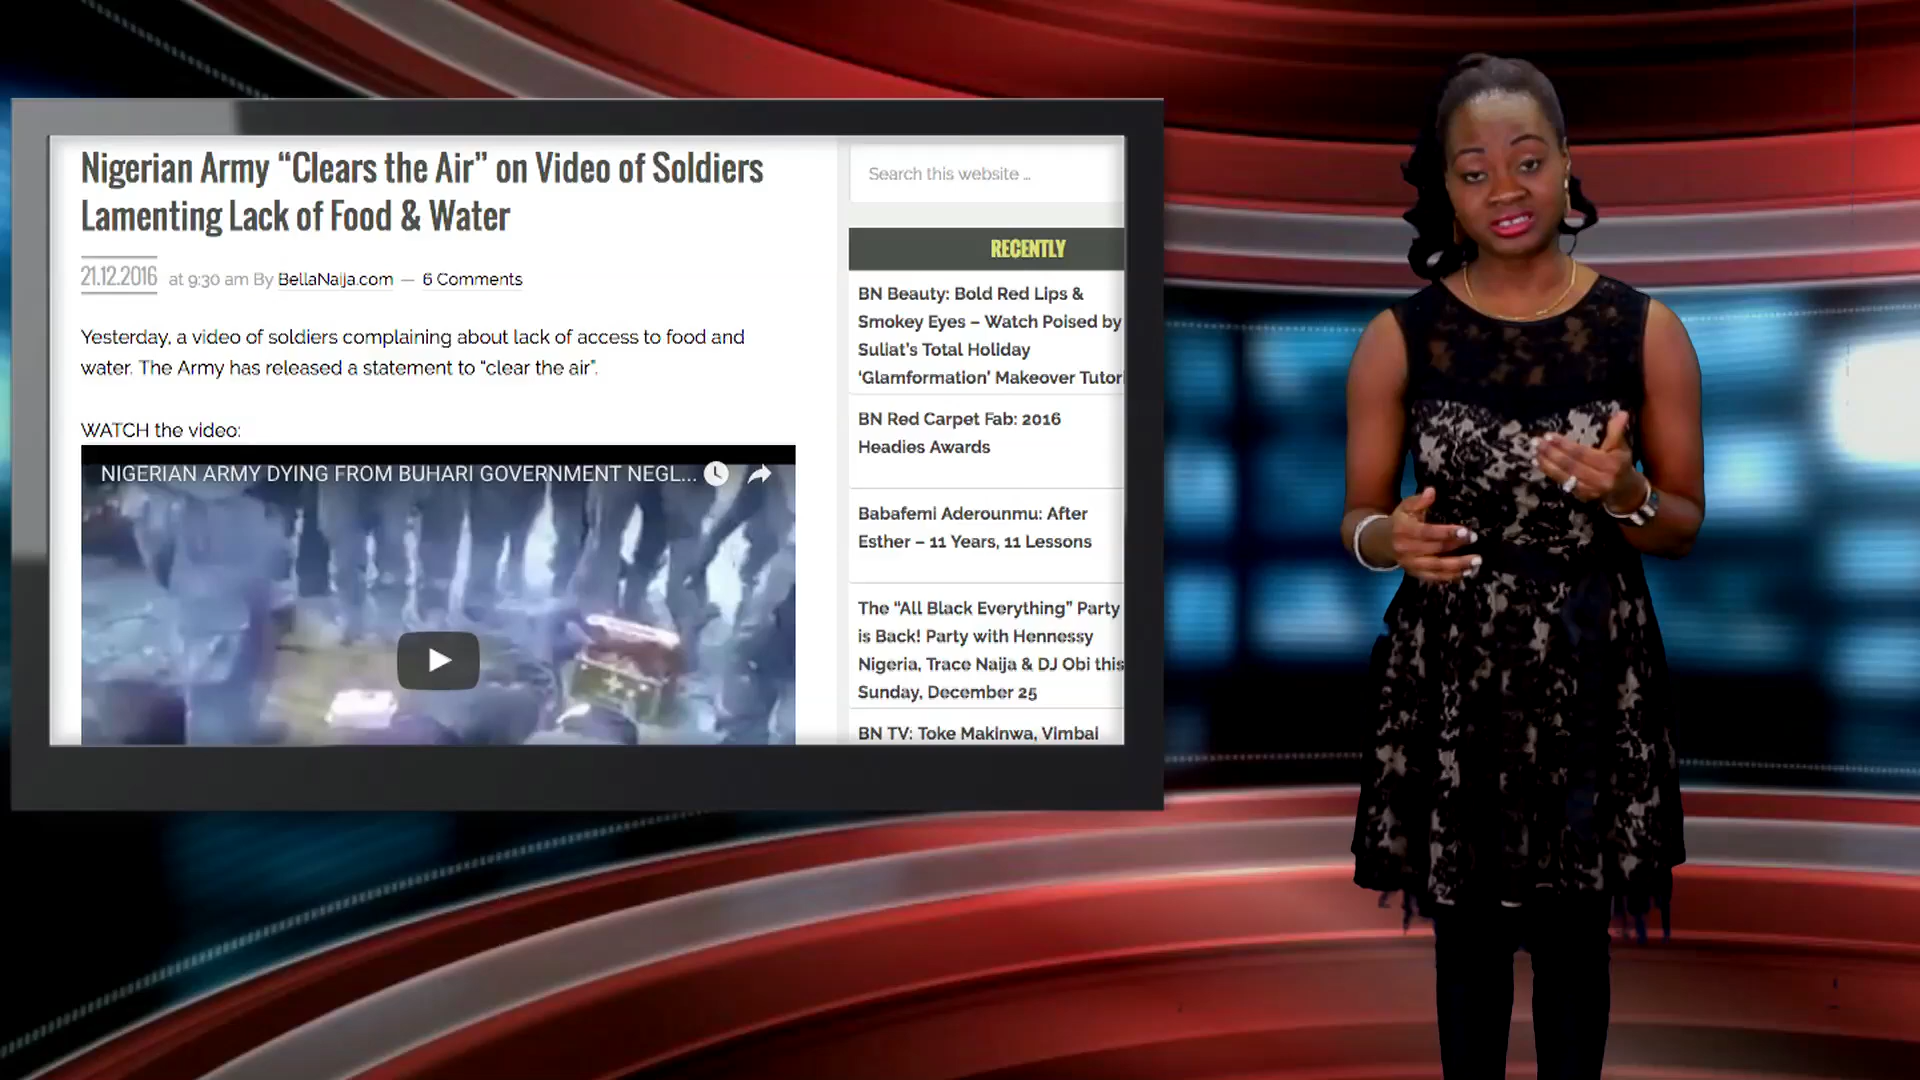 Nigerian Army “Clears the Air” on Video of Soldiers
Lamenting Lack of Food & Water
21.12.2016 at 9:30 am By BellaNaija.com — 6 Comments
Yesterday, a video of soldiers complaining about lack of access to food and
water. The Army has released a statement to “clear the air”.
WATCH the video:
NIGERIAN ARMY DYING FROM BUHARI GOVERNMENT NEGL...
Search this website ...
RECENTLY
BN Beauty: Bold Red Lips &
Smokey Eyes – Watch Poised by
Suliat’s Total Holiday
‘Glamformation’ Makeover Tutori
BN Red Carpet Fab: 2016
Headies Awards
Babafemi Aderounmu: After
Esther – 11 Years, 11 Lessons
The “All Black Everything” Party
is Back! Party with Hennessy
Nigeria, Trace Naija & DJ Obi this
Sunday, December 25
BN TV: Toke Makinwa, Vimbal